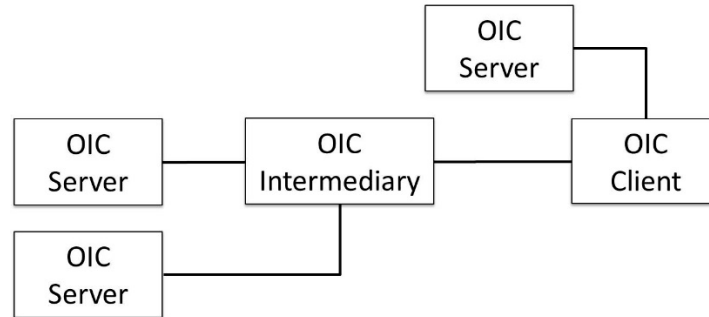 OIC
Server
OIC
Server
OIC
Intermediary
OIC
Client
OIC
Server